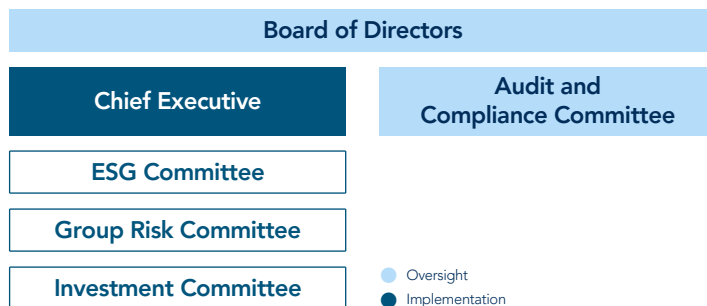 Board of Directors
Chief Executive
Audit and
Compliance Committee
ESG Committee
Group Risk Committee
Investment Committee
Oversight
Implementation